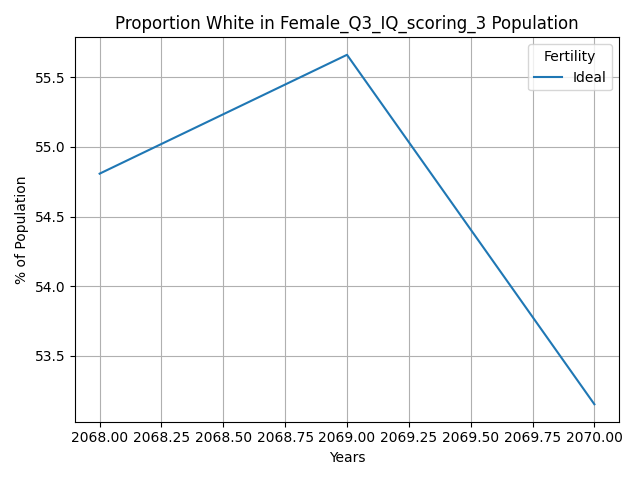 Proportion White in Female_Q3_IQ_scoring_3 Population
Fertility
Ideal
% of Population
55.5
55.0
54.5
54.0
53.5
2068.00 2068.25 2068.50 2068.75 2069.00 2069.25 2069.50 2069.75 2070.00
Years